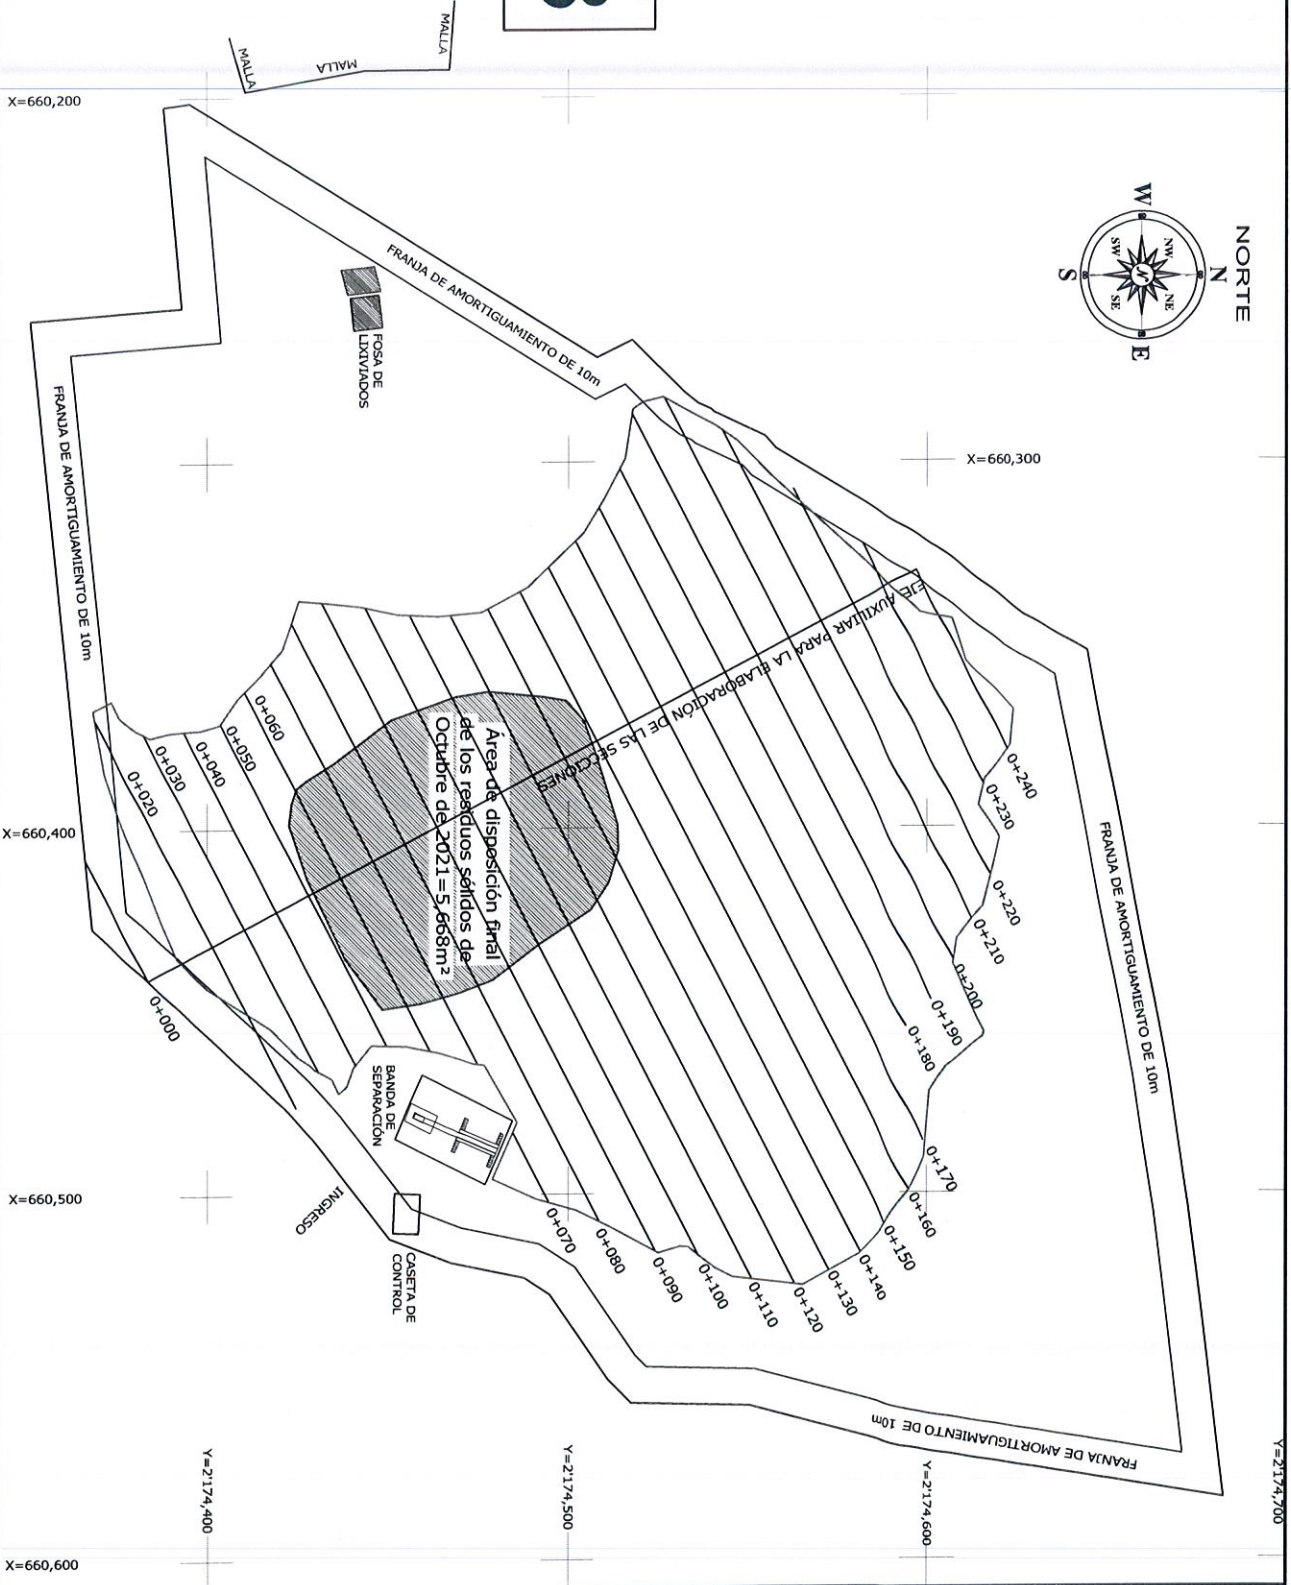 MALLA
MALLA
MALLA
X=660,200
NORTE
N
NE
E
SE
S
SW
W
NW
N
FRANJA DE AMORTIGUAMIENTO DE 10m
FOSA DE
LIXIVIADOS
X=660,300
FRANJA DE AMORTIGUAMIENTO DE 10m
EJE AUXILIAR PARA LA ELABORACIÓN DE LAS SECCIONES
Área de disposición final
de los residuos sólidos de
Octubre de 2021=5,668m²
0+060
0+050
0+040
0+030
0+020
0+000
X=660,400
0+240
0+230
0+220
0+210
0+200
0+190
0+180
0+170
0+160
0+150
0+140
0+130
0+120
0+110
0+100
0+090
0+080
0+070
FRANJA DE AMORTIGUAMIENTO DE 10m
BANDA DE
SEPARACIÓN
INGRESO
CASETA DE
CONTROL
X=660,500
FRANJA DE AMORTIGUAMIENTO DE 10m
Y=2'174,400
Y=2'174,500
Y=2'174,600
Y=2'174,700
X=660,600